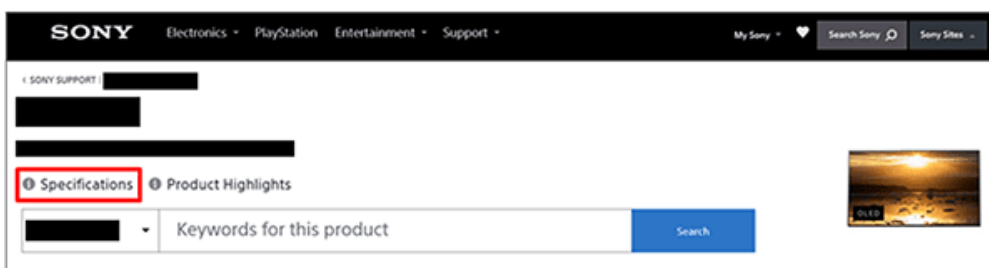 SONY Electronics PlayStation Entertainment Support My Sony Search Sony Sony Sites
< SONY SUPPORT |
Specifications Product Highlights
Keywords for this product Search
OLED